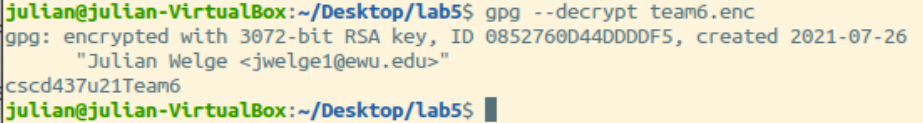 julian@julian-VirtualBox:~/Desktop/lab5$ gpg --decrypt team6.enc
gpg: encrypted with 3072-bit RSA key, ID 0852760D44DDDDF5, created 2021-07-26
      "Julian Welge <jwelge1@ewu.edu>"
cscd437u21Team6
julian@julian-VirtualBox:~/Desktop/lab5$